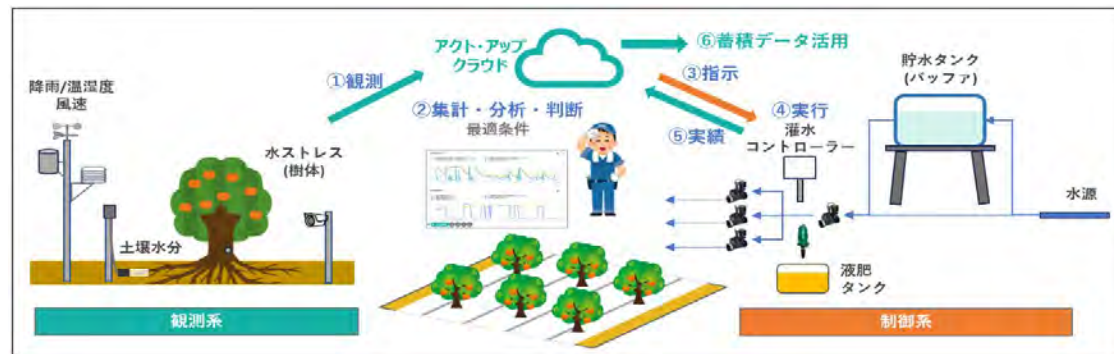 アクト・アップ
クラウド
⑥蓄積データ活用
①観測
③指示
貯水タンク
(バッファ)
降雨/温湿度
風速
②集計・分析・判断
最適条件
④実行
⑤実績
灌水
コントローラー
水ストレス
(樹体)
水源
土壌水分
液肥
タンク
観測系
制御系